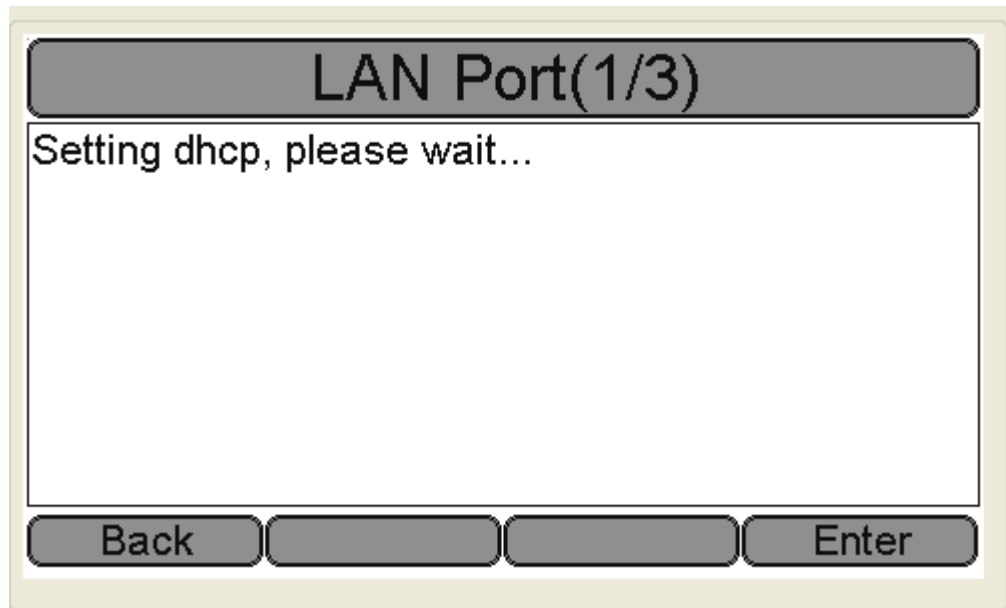 LAN Port(1/3)
Setting dhcp, please wait...
Back
Enter